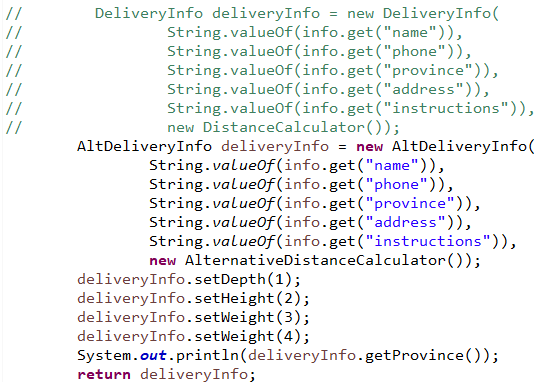 //        DeliveryInfo deliveryInfo = new DeliveryInfo(
//                String.valueOf(info.get("name")),
//                String.valueOf(info.get("phone")),
//                String.valueOf(info.get("province")),
//                String.valueOf(info.get("address")),
//                String.valueOf(info.get("instructions")),
//                new DistanceCalculator());
        AltDeliveryInfo deliveryInfo = new AltDeliveryInfo(
                String.valueOf(info.get("name")),
                String.valueOf(info.get("phone")),
                String.valueOf(info.get("province")),
                String.valueOf(info.get("address")),
                String.valueOf(info.get("instructions")),
                new AlternativeDistanceCalculator());
        deliveryInfo.setDepth(1);
        deliveryInfo.setHeight(2);
        deliveryInfo.setWeight(3);
        deliveryInfo.setWeight(4);
        System.out.println(deliveryInfo.getProvince());
        return deliveryInfo;